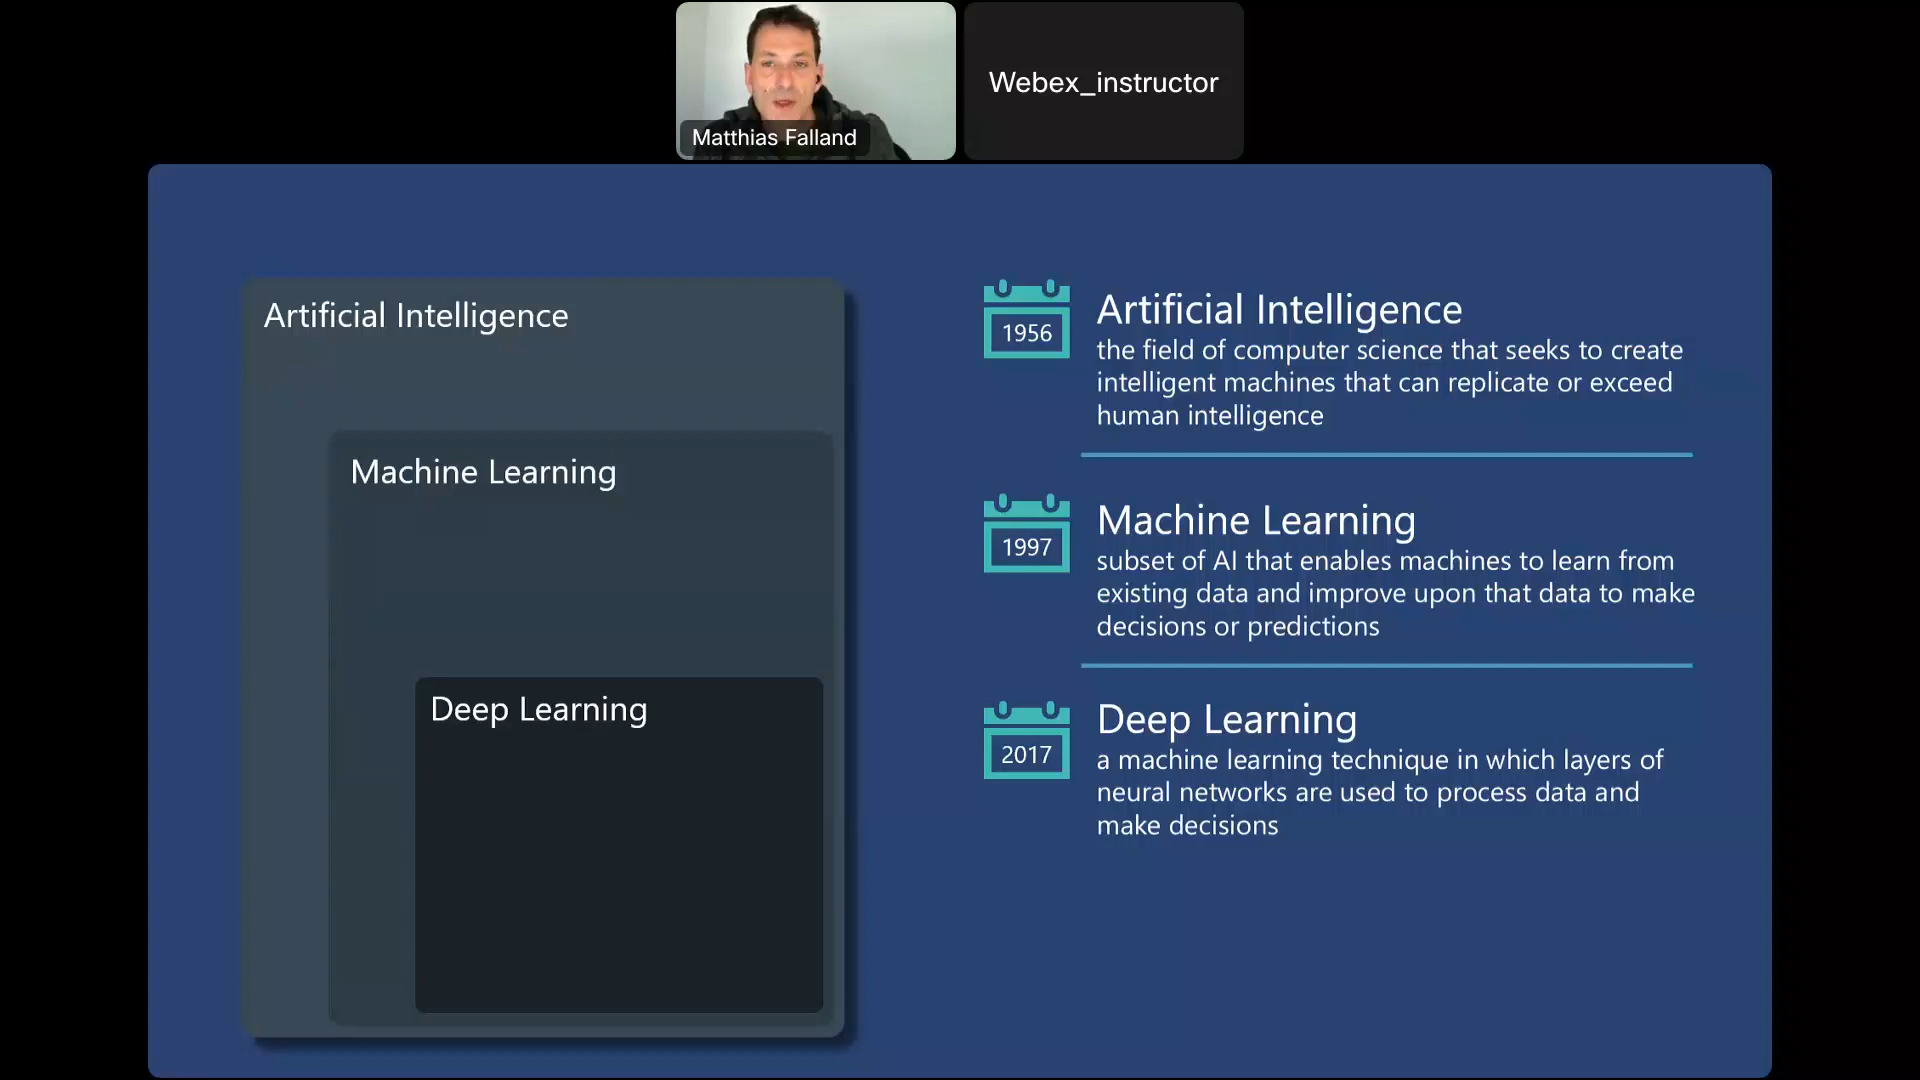 Matthias Falland
Webex_instructor
Artificial Intelligence
Machine Learning
Deep Learning
1956
Artificial Intelligence
the field of computer science that seeks to create
intelligent machines that can replicate or exceed
human intelligence
1997
Machine Learning
subset of AI that enables machines to learn from
existing data and improve upon that data to make
decisions or predictions
2017
Deep Learning
a machine learning technique in which layers of
neural networks are used to process data and
make decisions